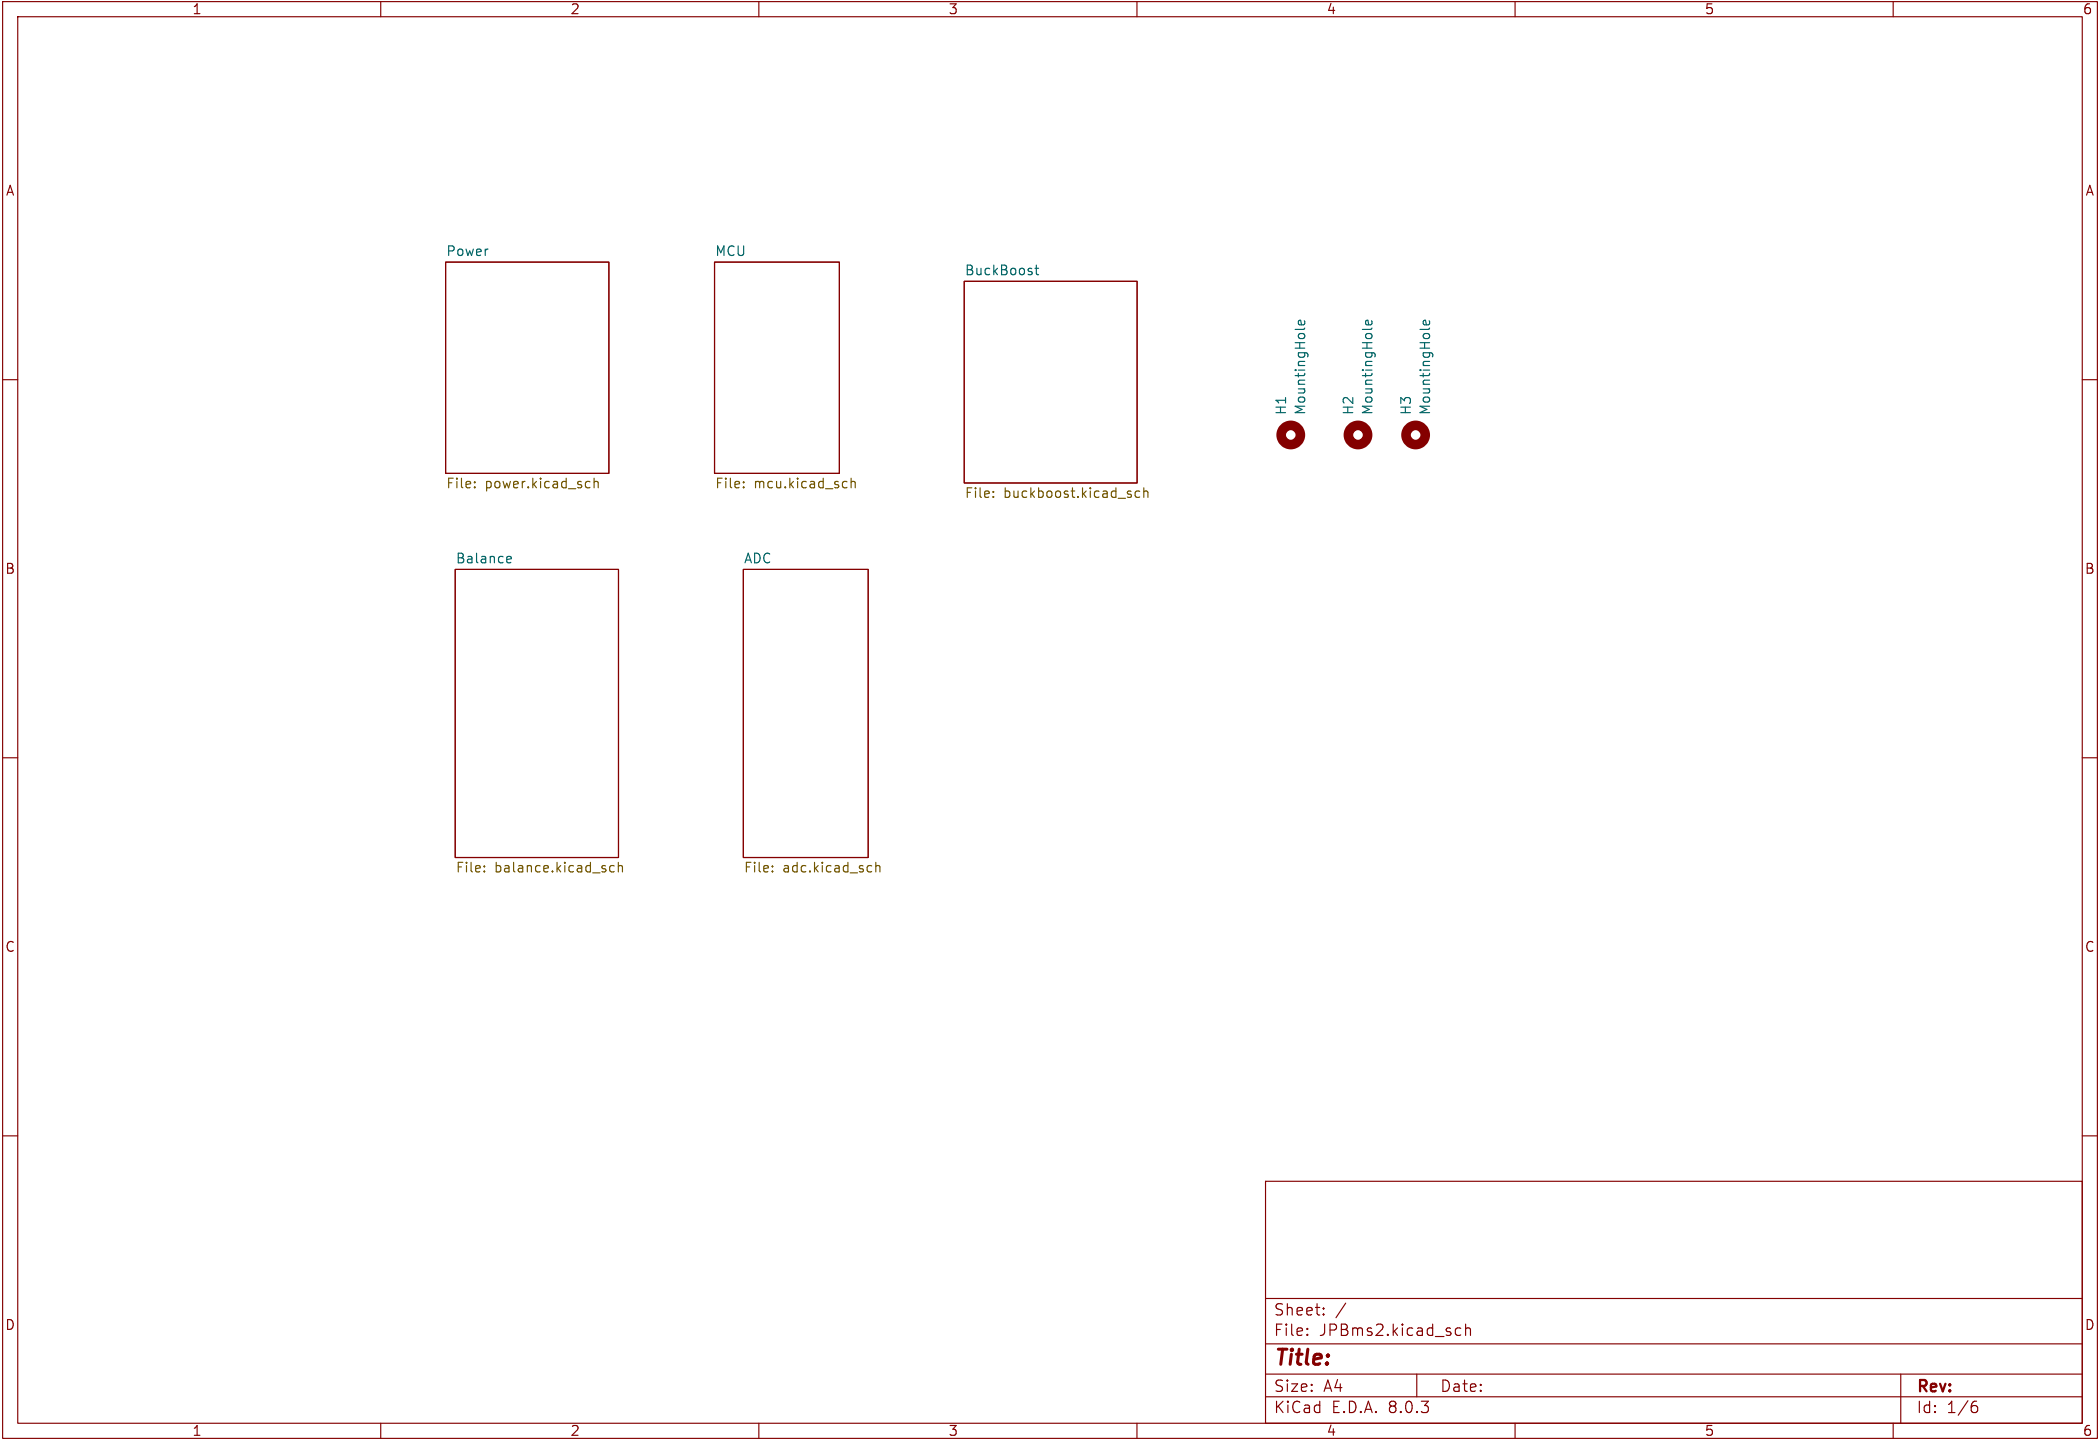 1 2 3 4 5 6
A A
Power
MCU
BuckBoost
H1
MountingHole
H2
MountingHole
H3
MountingHole
File: power.kicad_sch
File: mcu.kicad_sch
File: buckboost.kicad_sch
Balance
ADC
B B
File: balance.kicad_sch
File: adc.kicad_sch
C C
Sheet: /
File: JPBms2.kicad_sch
D D
Title:
Size: A4
Date:
Rev:
KiCad E.D.A. 8.0.3
Id: 1/6
1 2 3 4 5 6